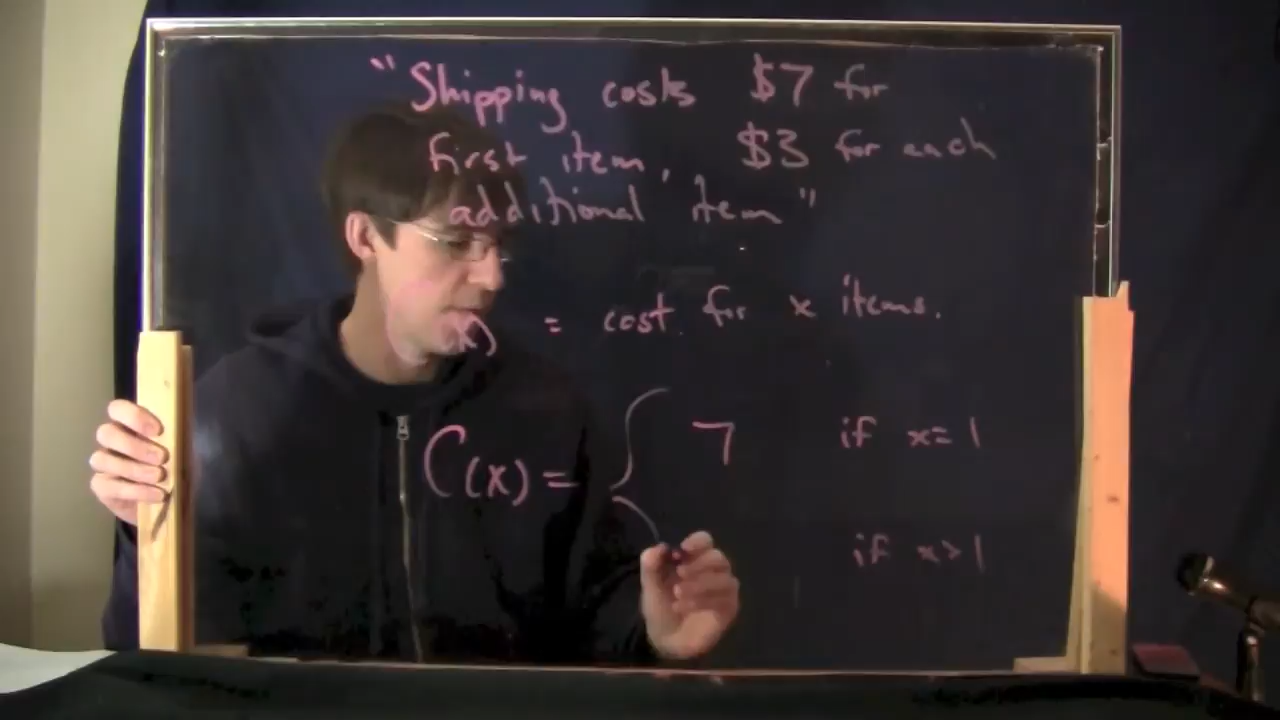 "Shipping costs $7 for
first item, $3 for each
additional item"
(x) = cost for x items.
C(x) = { 7 if x=1
if x>1